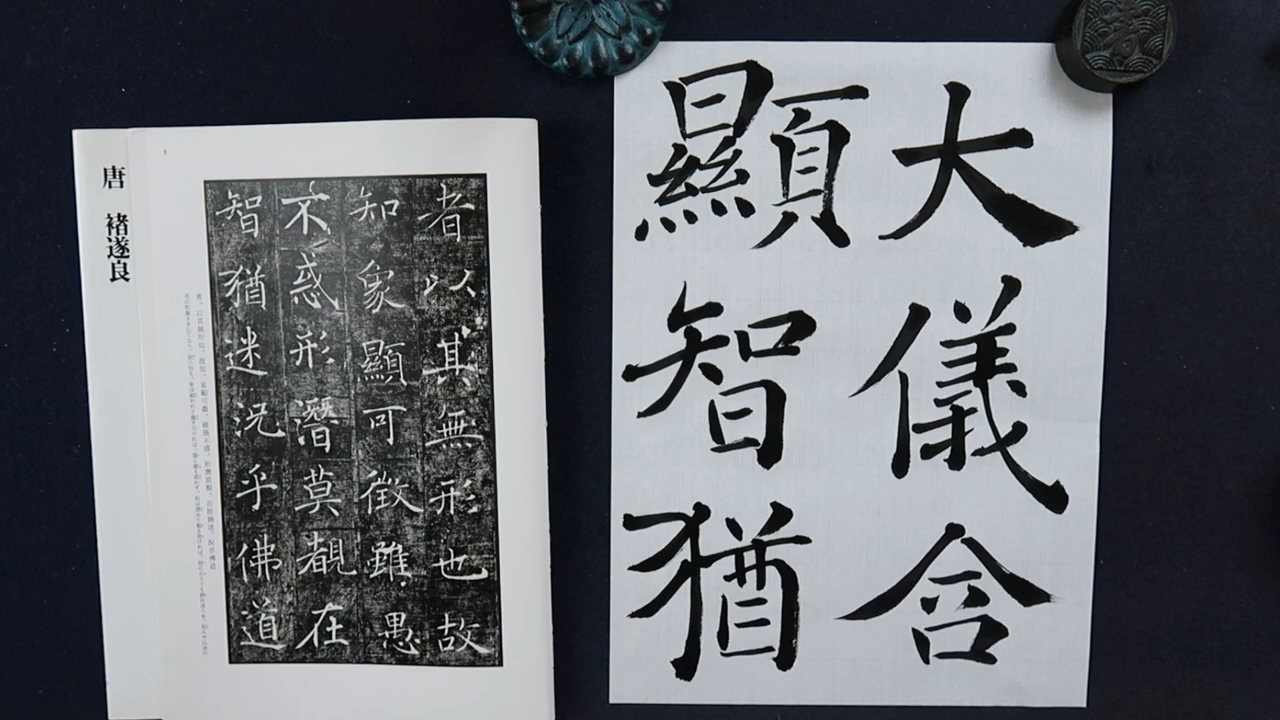 唐 褚遂良
者以其無形也故
知象顯可徵雖愚
不惑形潛莫覩在
智猶迷況乎佛道
大儀含
顯智猶